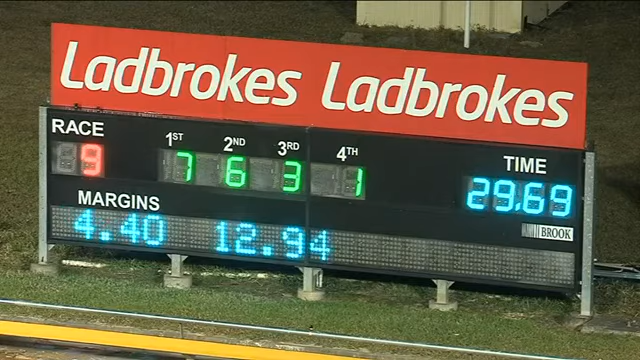 Ladbrokes Ladbrokes
RACE 1ST 2ND 3RD 4TH TIME
9 7 6 3 1 29.69
MARGINS BROOK
4.40 12.94